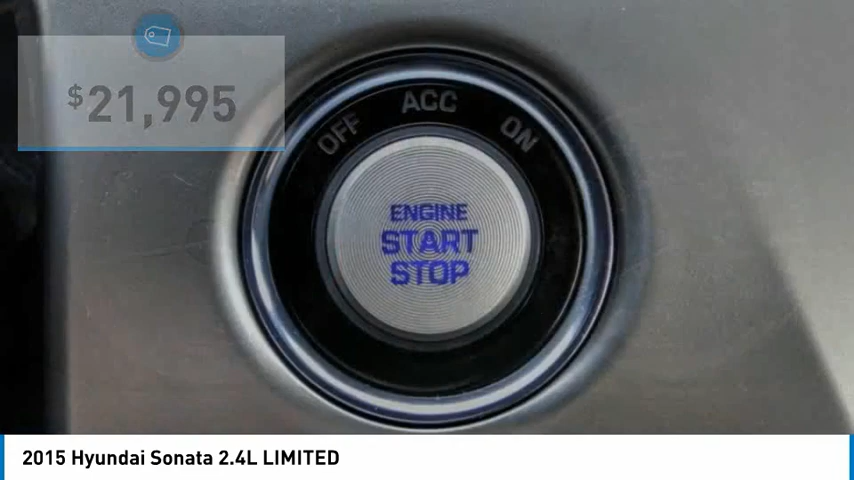 $21,995
OFF ACC ON
ENGINE
START
STOP
2015 Hyundai Sonata 2.4L LIMITED